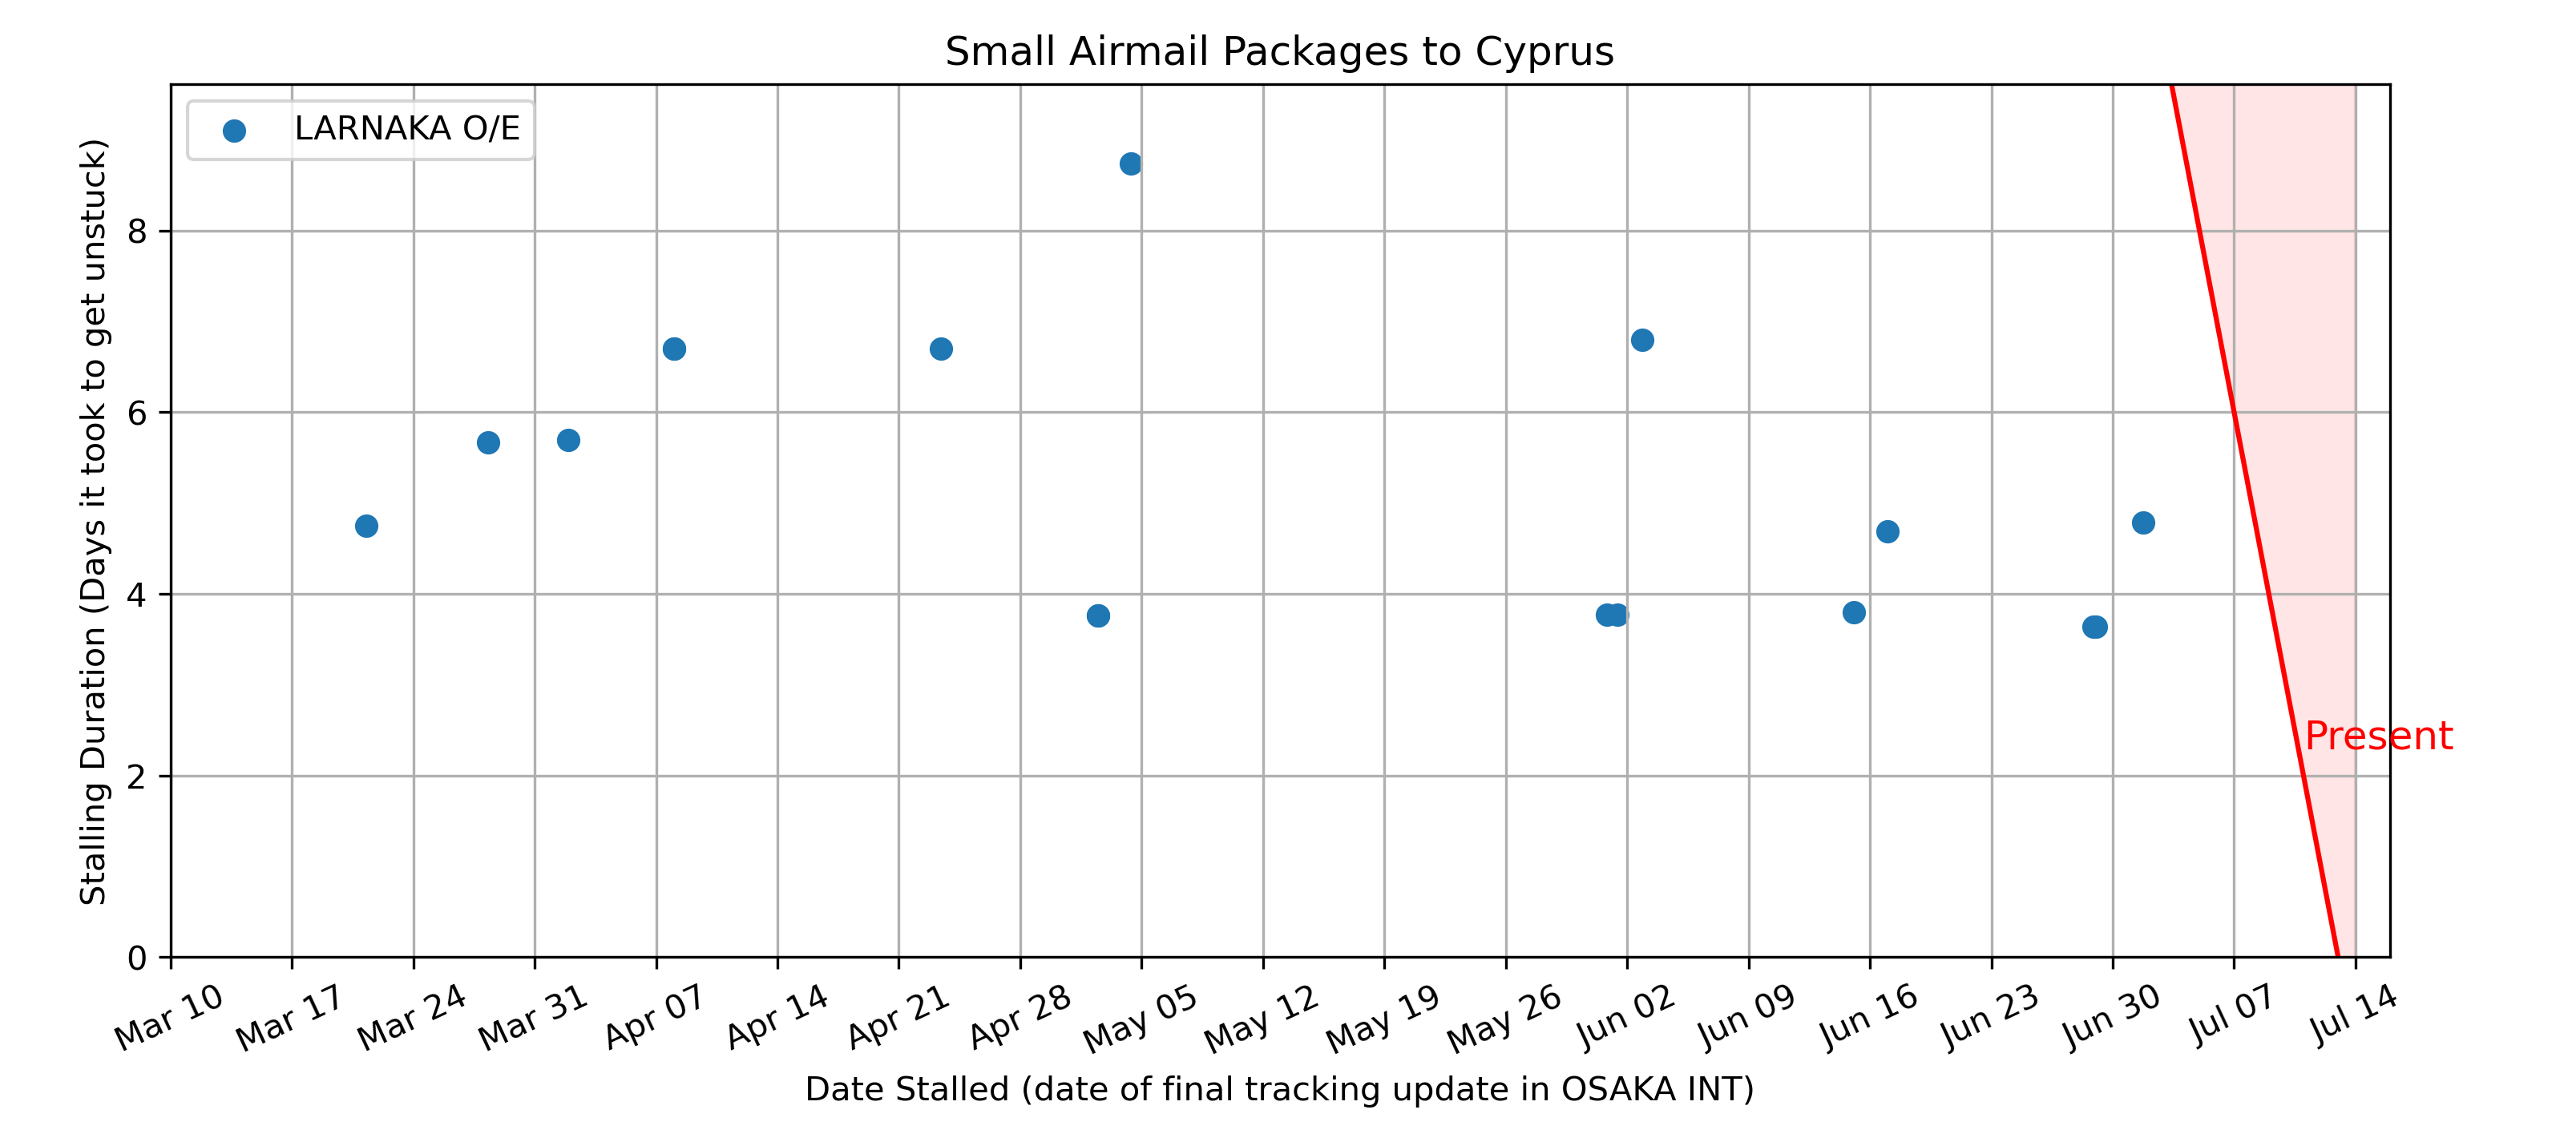 Small Airmail Packages to Cyprus
LARNAKA O/E
Stalling Duration (Days it took to get unstuck)
8
6
4
2
0
Present
Mar 10
Mar 17
Mar 24
Mar 31
Apr 07
Apr 14
Apr 21
Apr 28
May 05
May 12
May 19
May 26
Jun 02
Jun 09
Jun 16
Jun 23
Jun 30
Jul 07
Jul 14
Date Stalled (date of final tracking update in OSAKA INT)